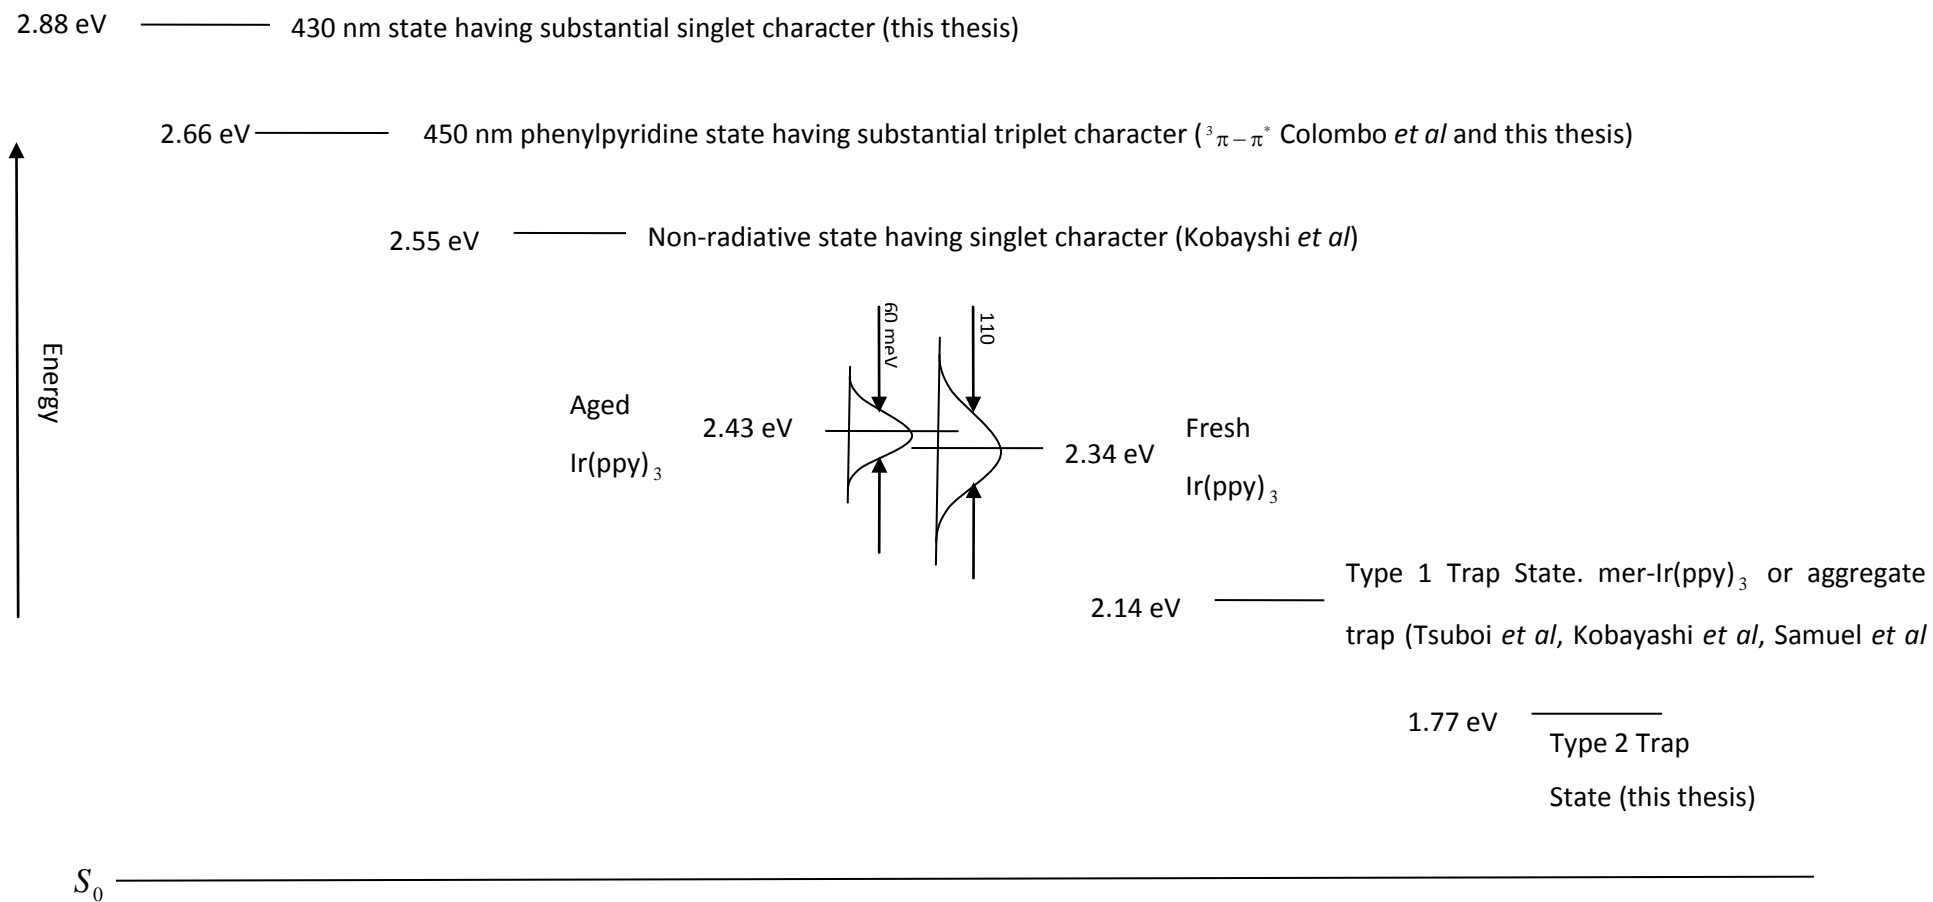 2.88 eV 430 nm state having substantial singlet character (this thesis)
2.66 eV 450 nm phenylpyridine state having substantial triplet character (³π−π* Colombo et al and this thesis)
2.55 eV Non-radiative state having singlet character (Kobayshi et al)
Energy
60 meV
110
Aged
Ir(ppy)₃
2.43 eV
2.34 eV
Fresh
Ir(ppy)₃
2.14 eV
Type 1 Trap State. mer-Ir(ppy)₃ or aggregate
trap (Tsuboi et al, Kobayashi et al, Samuel et al
1.77 eV
Type 2 Trap
State (this thesis)
S₀